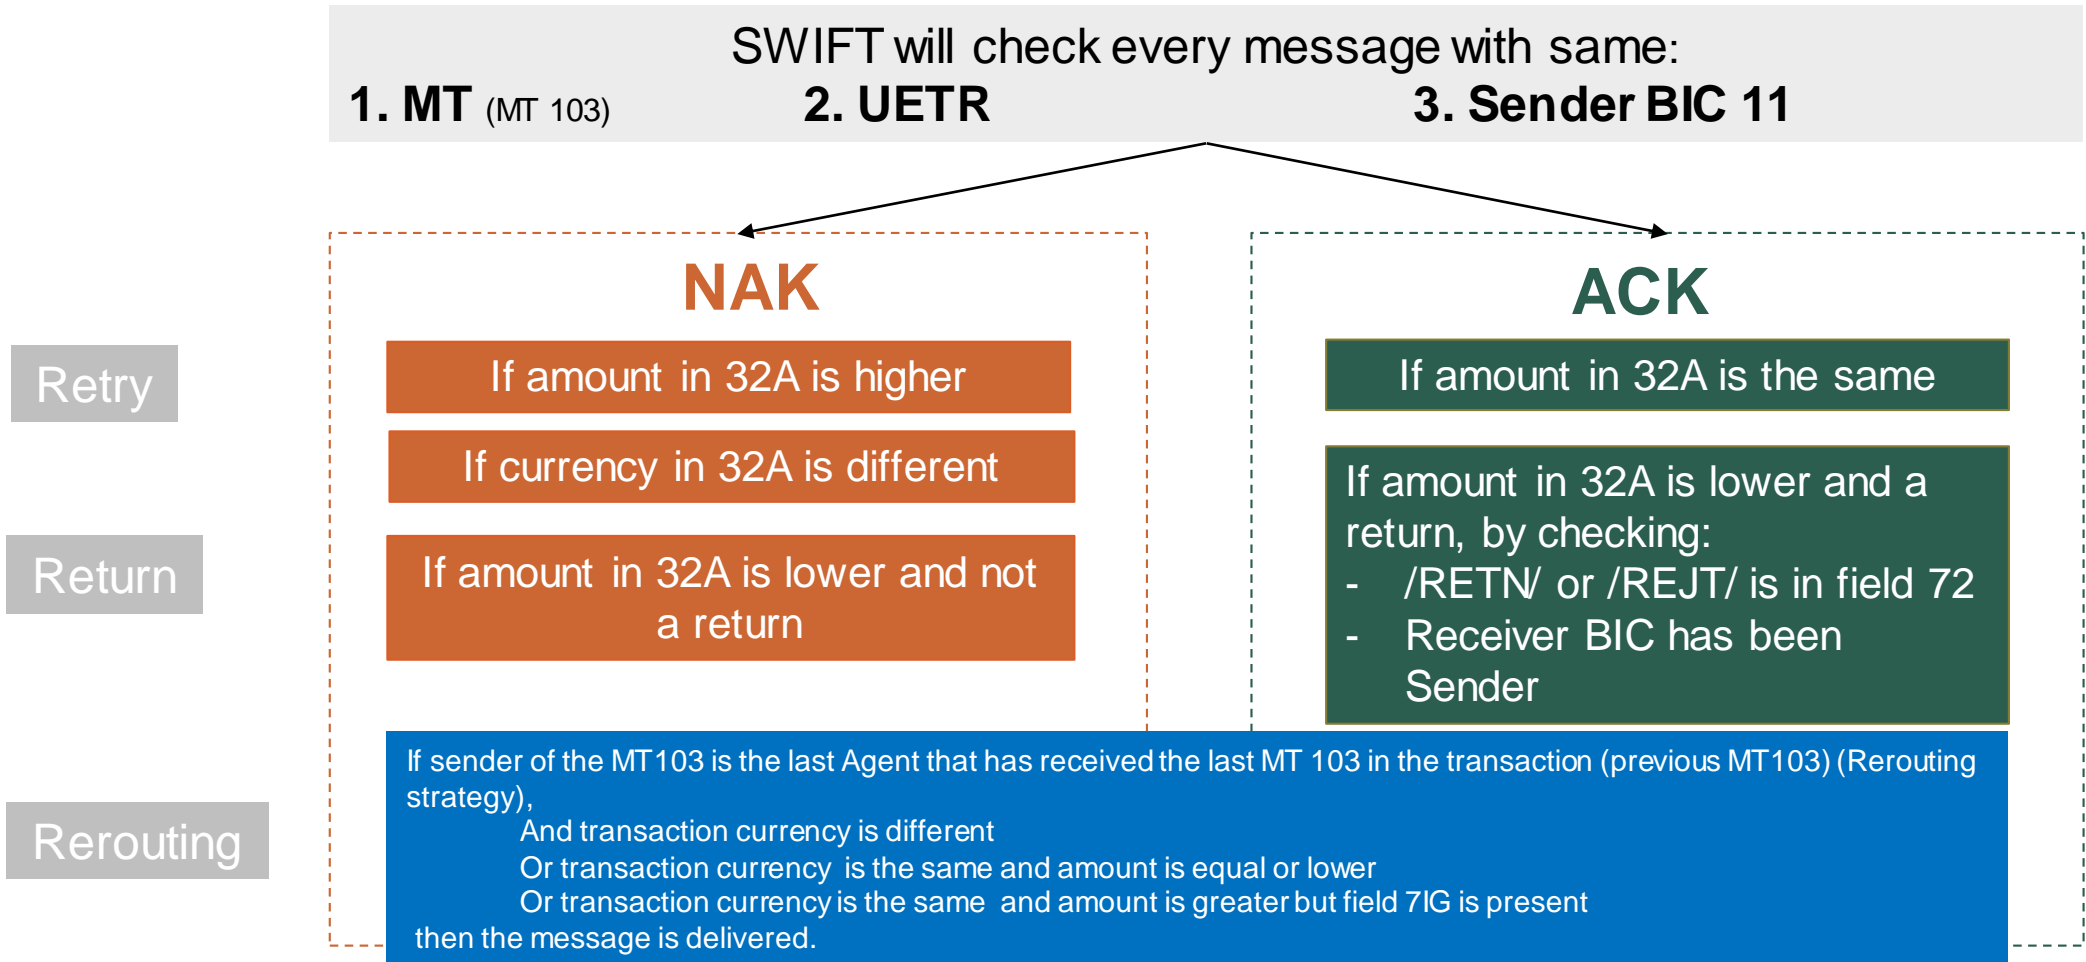 SWIFT will check every message with same:
1. MT (MT 103) 2. UETR 3. Sender BIC 11
NAK
ACK
Retry
If amount in 32A is higher
If amount in 32A is the same
If currency in 32A is different
Return
If amount in 32A is lower and not
a return
If amount in 32A is lower and a
return, by checking:
- /RETN/ or /REJT/ is in field 72
- Receiver BIC has been
Sender
Rerouting
If sender of the MT103 is the last Agent that has received the last MT 103 in the transaction (previous MT103) (Rerouting
strategy),
And transaction currency is different
Or transaction currency is the same and amount is equal or lower
Or transaction currency is the same and amount is greater but field 7IG is present
then the message is delivered.